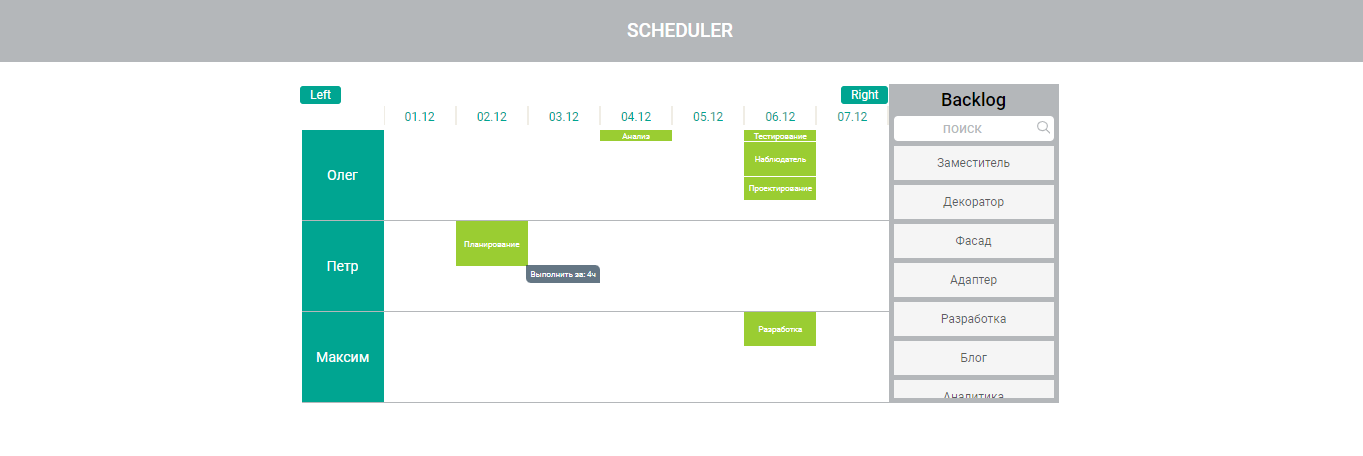 SCHEDULER
Left
Right
01.12
02.12
03.12
04.12
05.12
06.12
07.12
Олег
Анализ
Тестирование
Наблюдатель
Проектирование
Петр
Планирование
Выполнить за: 4ч
Максим
Разработка
Backlog
поиск
Заместитель
Декоратор
Фасад
Адаптер
Разработка
Блог
Аналитика